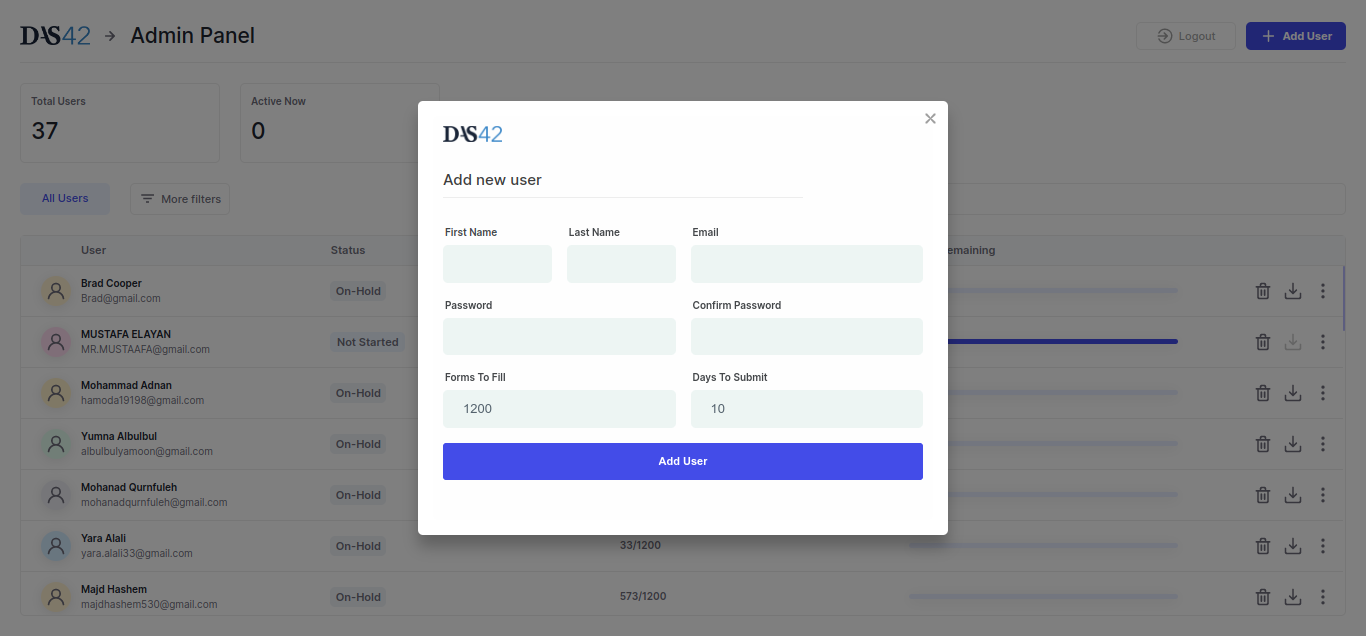 DAS42 → Admin Panel
Logout
Add User
Total Users
37
Active Now
0
All Users
More filters
User
Status
emaining
Brad Cooper
Brad@gmail.com
On-Hold
MUSTAFA ELAYAN
MR.MUSTAAFA@gmail.com
Not Started
Mohammad Adnan
hamoda19198@gmail.com
On-Hold
Yumna Albulbul
albulbulyamoon@gmail.com
On-Hold
Mohanad Qurnfuleh
mohanadqurnfuleh@gmail.com
On-Hold
Yara Alali
yara.alali33@gmail.com
On-Hold
33/1200
Majd Hashem
majdhashem530@gmail.com
On-Hold
573/1200
DAS42
Add new user
First Name
Last Name
Email
Password
Confirm Password
Forms To Fill
Days To Submit
1200
10
Add User